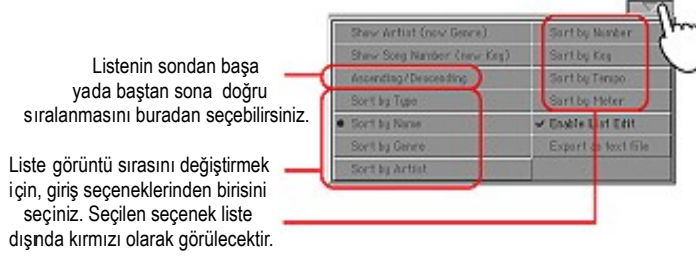 Show Artist (now Genre)
Sort by Number
Show Song Number (now Key)
Sort by Key
Ascending/Descending
Sort by Tempo
Sort by Type
Sort by Meter
Sort by Name
Enable List Edit
Sort by Genre
Export as text file
Sort by Artist
Listenin sondan başa
yada baştan sona doğru
sıralanmasını buradan seçebilirsiniz.
Liste görüntü sırasını değiştirmek
için, giriş seçeneklerinden birisini
seçiniz. Seçilen seçenek liste
dışında kırmızı olarak görülecektir.